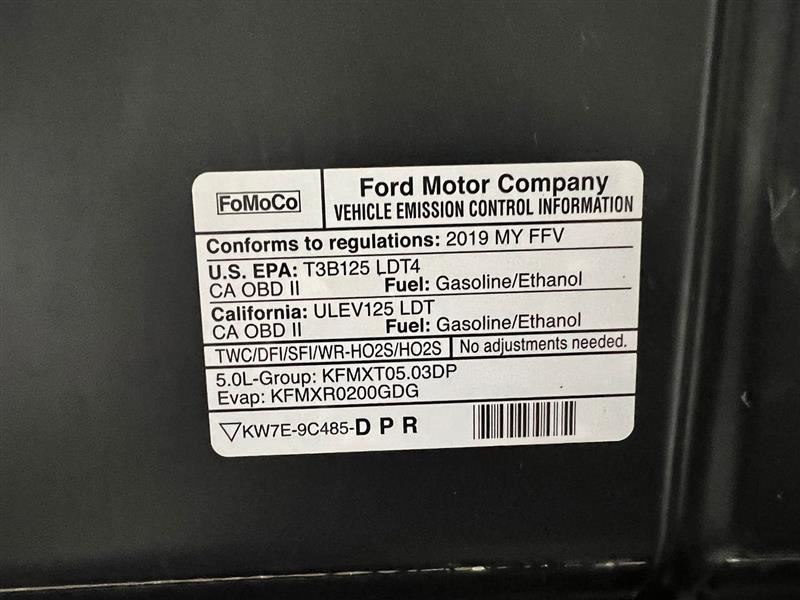 FoMoCo
Ford Motor Company
VEHICLE EMISSION CONTROL INFORMATION
Conforms to regulations: 2019 MY FFV
U.S. EPA: T3B125 LDT4
CA OBD II Fuel: Gasoline/Ethanol
California: ULEV125 LDT
CA OBD II Fuel: Gasoline/Ethanol
TWC/DFI/SFI/WR-HO2S/HO2S No adjustments needed.
5.0L-Group: KFMXT05.03DP
Evap: KFMXR0200GDG
▽KW7E-9C485-D P R